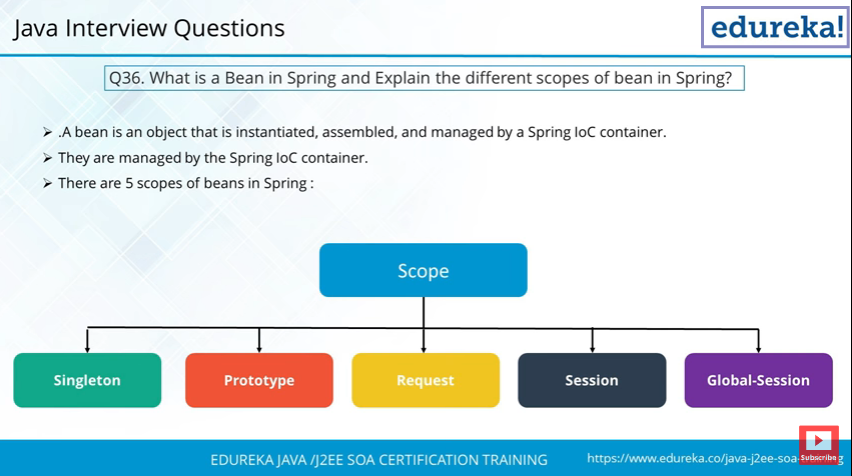 Java Interview Questions
edureka!
Q36. What is a Bean in Spring and Explain the different scopes of bean in Spring?
➤ .A bean is an object that is instantiated, assembled, and managed by a Spring IoC container.
➤ They are managed by the Spring IoC container.
➤ There are 5 scopes of beans in Spring :
Scope
Singleton
Prototype
Request
Session
Global-Session
EDUREKA JAVA /J2EE SOA CERTIFICATION TRAINING
https://www.edureka.co/java-j2ee-soa-
Subscribe